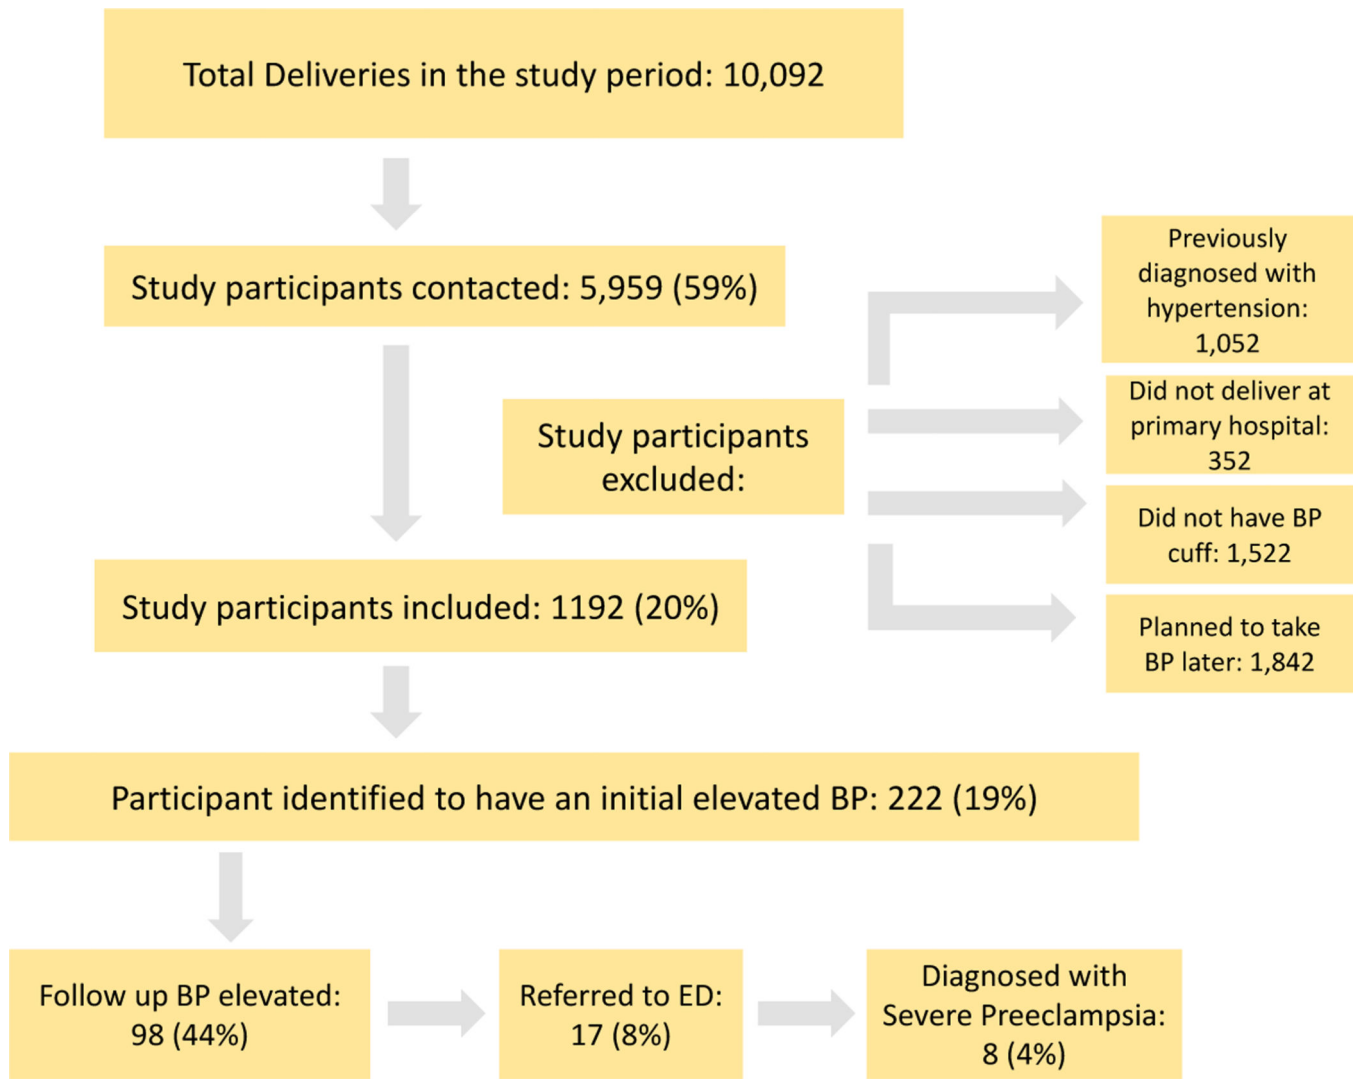 Total Deliveries in the study period: 10,092
Study participants contacted: 5,959 (59%)
Study participants
excluded:
Previously
diagnosed with
hypertension:
1,052
Did not deliver at
primary hospital:
352
Did not have BP
cuff: 1,522
Planned to take
BP later: 1,842
Study participants included: 1192 (20%)
Participant identified to have an initial elevated BP: 222 (19%)
Follow up BP elevated:
98 (44%)
Referred to ED:
17 (8%)
Diagnosed with
Severe Preeclampsia:
8 (4%)